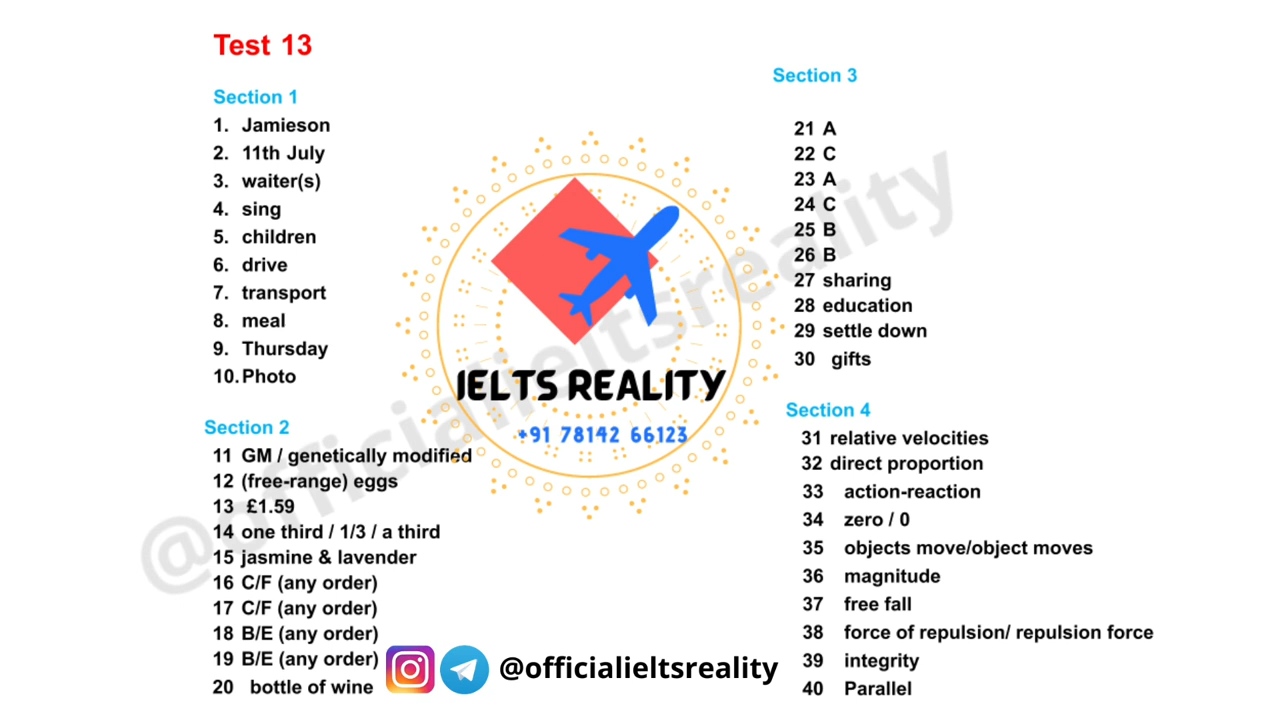 Test 13
Section 1
1. Jamieson
2. 11th July
3. waiter(s)
4. sing
5. children
6. drive
7. transport
8. meal
9. Thursday
10. Photo
Section 2
11 GM / genetically modified
12 (free-range) eggs
13 £1.59
14 one third / 1/3 / a third
15 jasmine & lavender
16 C/F (any order)
17 C/F (any order)
18 B/E (any order)
19 B/E (any order)
20 bottle of wine
Section 3
21 A
22 C
23 A
24 C
25 B
26 B
27 sharing
28 education
29 settle down
30 gifts
Section 4
31 relative velocities
32 direct proportion
33 action-reaction
34 zero / 0
35 objects move/object moves
36 magnitude
37 free fall
38 force of repulsion/ repulsion force
39 integrity
40 Parallel
IELTS REALITY
+91 78142 66123
@officialieltsreality
@officialieltsreality